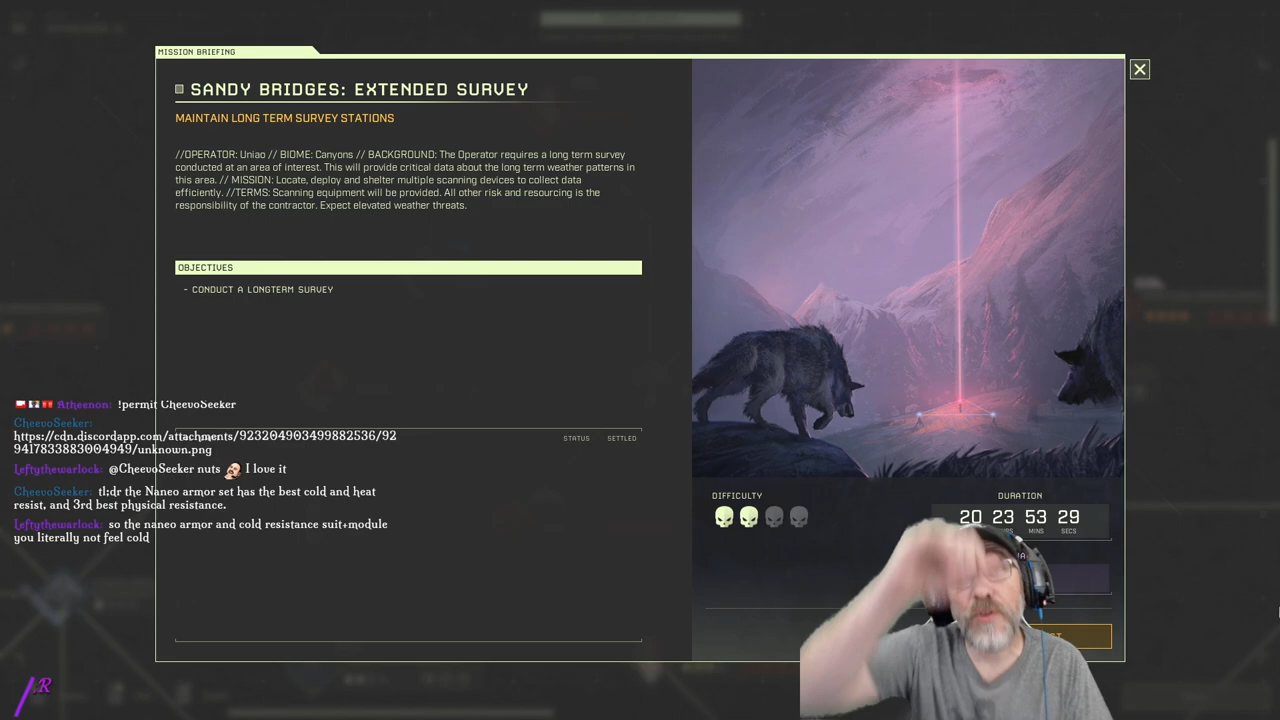 MISSION BRIEFING
SANDY BRIDGES: EXTENDED SURVEY
MAINTAIN LONG TERM SURVEY STATIONS
//OPERATOR: Uniao // BIOME: Canyons // BACKGROUND: The Operator requires a long term survey
conducted at an area of interest. This will provide critical data about the long term weather patterns in
this area. // MISSION: Locate, deploy and shelter multiple scanning devices to collect data
efficiently. //TERMS: Scanning equipment will be provided. All other risk and resourcing is the
responsibility of the contractor. Expect elevated weather threats.
OBJECTIVES
- CONDUCT A LONGTERM SURVEY
STATUS SETTLED
DIFFICULTY
DURATION
20 23 53 29
MINS SECS
Atheenon: !permit CheevoSeeker
CheevoSeeker:
https://cdn.discordapp.com/attachments/923204903499882536/92
9417833883004949/unknown.png
Leftythewarlock: @CheevoSeeker nuts I love it
CheevoSeeker: tl;dr the Naneo armor set has the best cold and heat
resist, and 3rd best physical resistance.
Leftythewarlock: so the naneo armor and cold resistance suit+module
you literally not feel cold
R